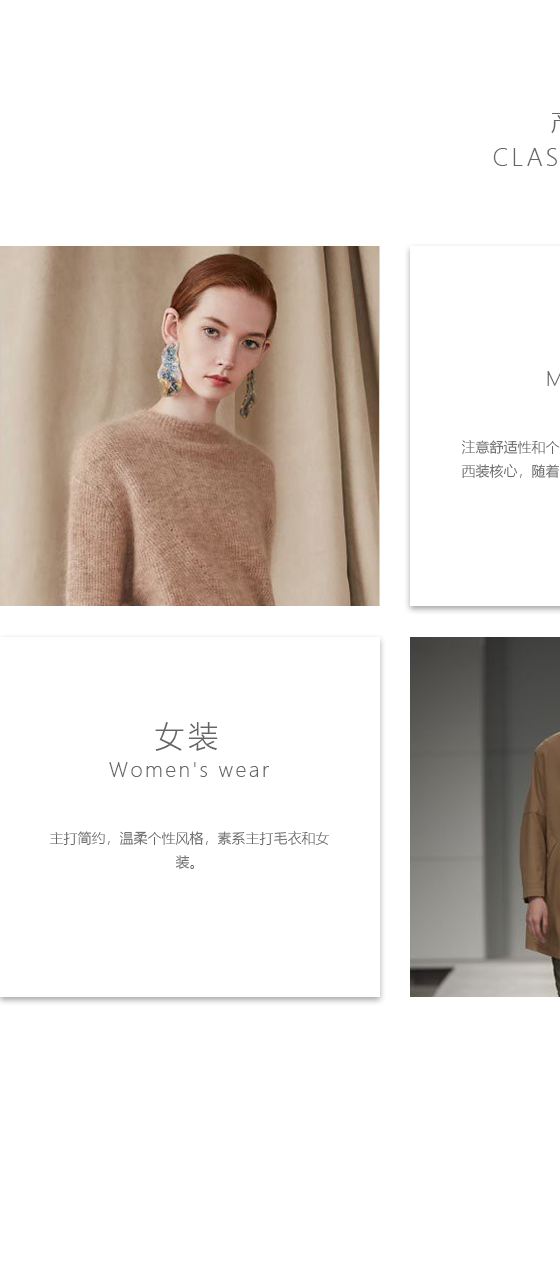 CLAS
注意舒适性和个
西装核心，随着
女装
Women's wear
主打简约，温柔个性风格，素系主打毛衣和女
装。